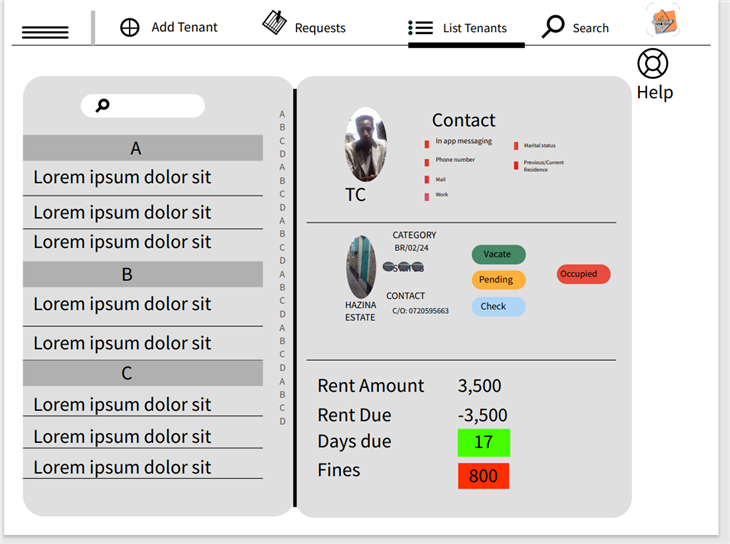 Add Tenant
Requests
List Tenants
Search
Help
A
Lorem ipsum dolor sit
Lorem ipsum dolor sit
Lorem ipsum dolor sit
B
Lorem ipsum dolor sit
Lorem ipsum dolor sit
C
Lorem ipsum dolor sit
Lorem ipsum dolor sit
Lorem ipsum dolor sit
A
B
C
D
A
B
C
D
A
B
C
D
A
B
C
D
A
B
C
D
A
B
C
D
TC
Contact
In app messaging
Phone number
Mail
Work
Marital status
Previous/Current
Residence
HAZINA
ESTATE
CATEGORY
BR/02/24
CONTACT
C/O: 0720595663
Vacate
Pending
Check
Occupied
Rent Amount 3,500
Rent Due -3,500
Days due 17
Fines 800